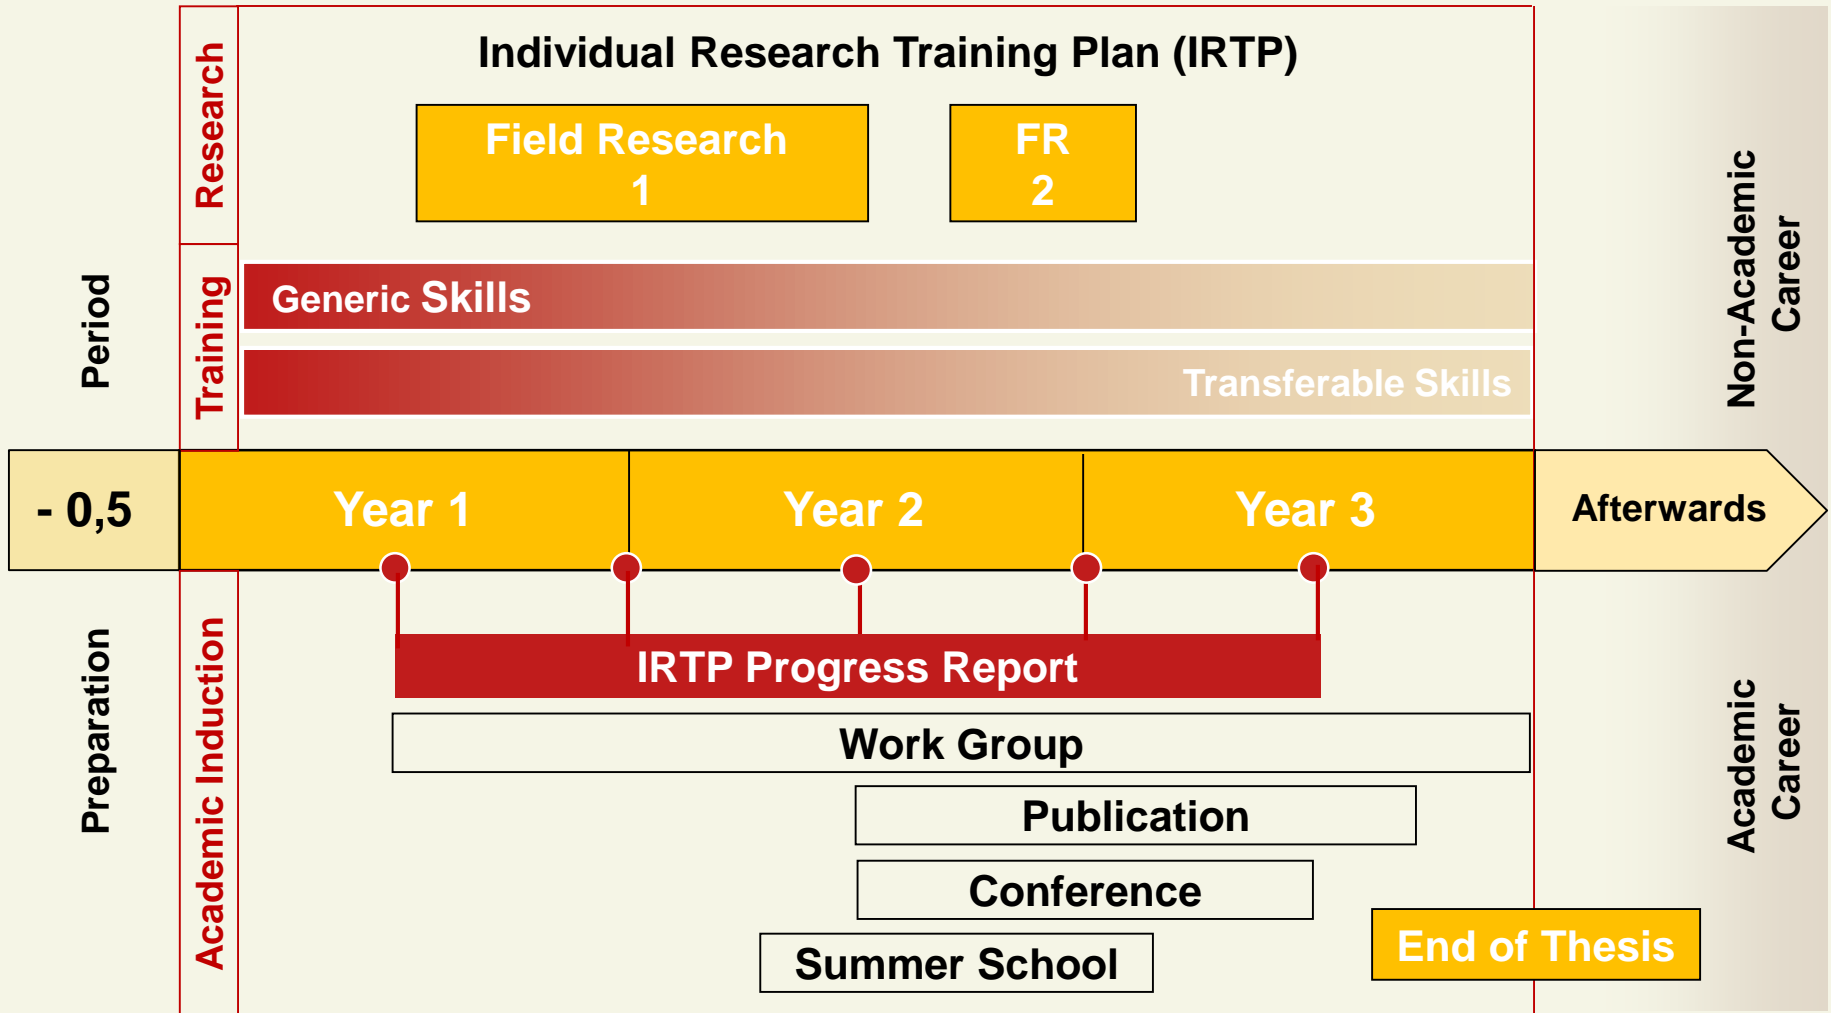 Individual Research Training Plan (IRTP)
Research
Field Research
1
FR
2
Period
Training
Generic Skills
Transferable Skills
Non-Academic
Career
- 0,5
Year 1
Year 2
Year 3
Afterwards
Preparation
Academic Induction
IRTP Progress Report
Work Group
Publication
Conference
Summer School
End of Thesis
Academic
Career